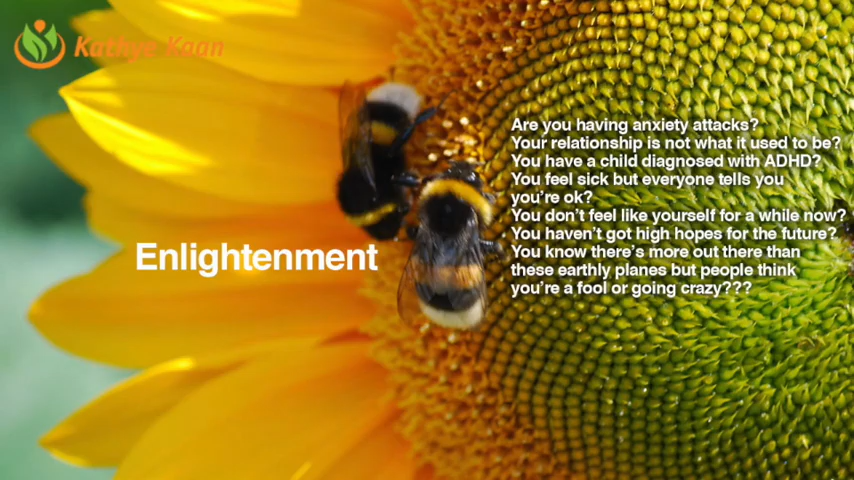 Kathye Kaan
Enlightenment
Are you having anxiety attacks?
Your relationship is not what it used to be?
You have a child diagnosed with ADHD?
You feel sick but everyone tells you
you're ok?
You don't feel like yourself for a while now?
You haven't got high hopes for the future?
You know there's more out there than
these earthly planes but people think
you're a fool or going crazy???